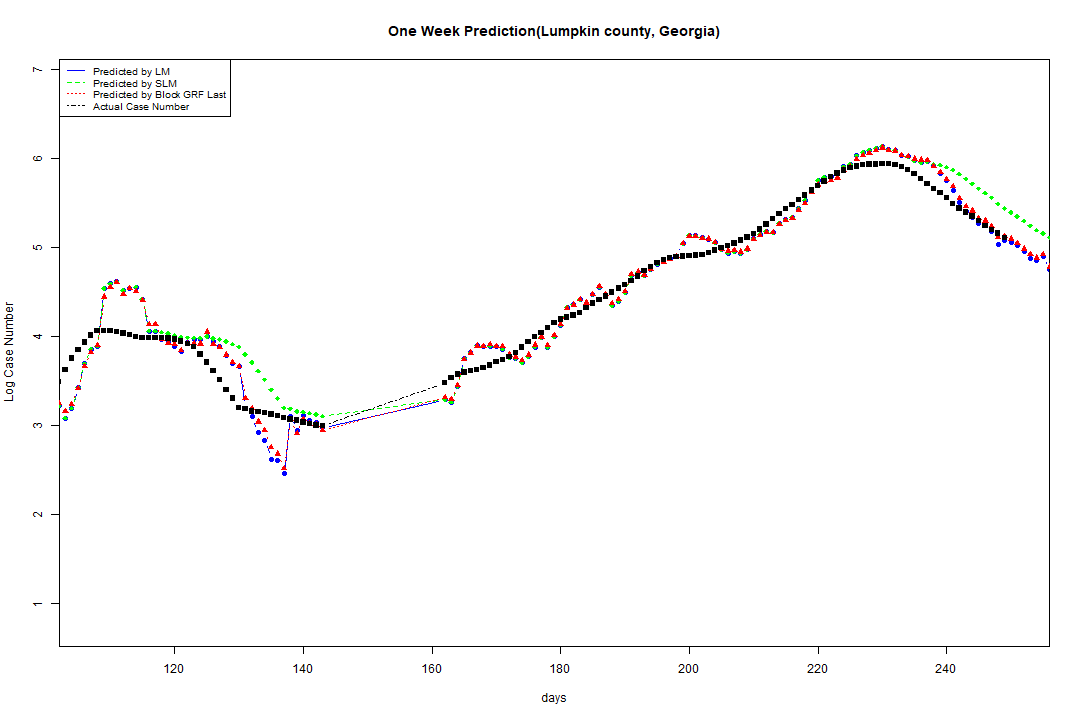 One Week Prediction(Lumpkin county, Georgia)
Predicted by LM
Predicted by SLM
Predicted by Block GRF Last
Actual Case Number
7
6
5
4
3
2
1
Log Case Number
120 140 160 180 200 220 240
days